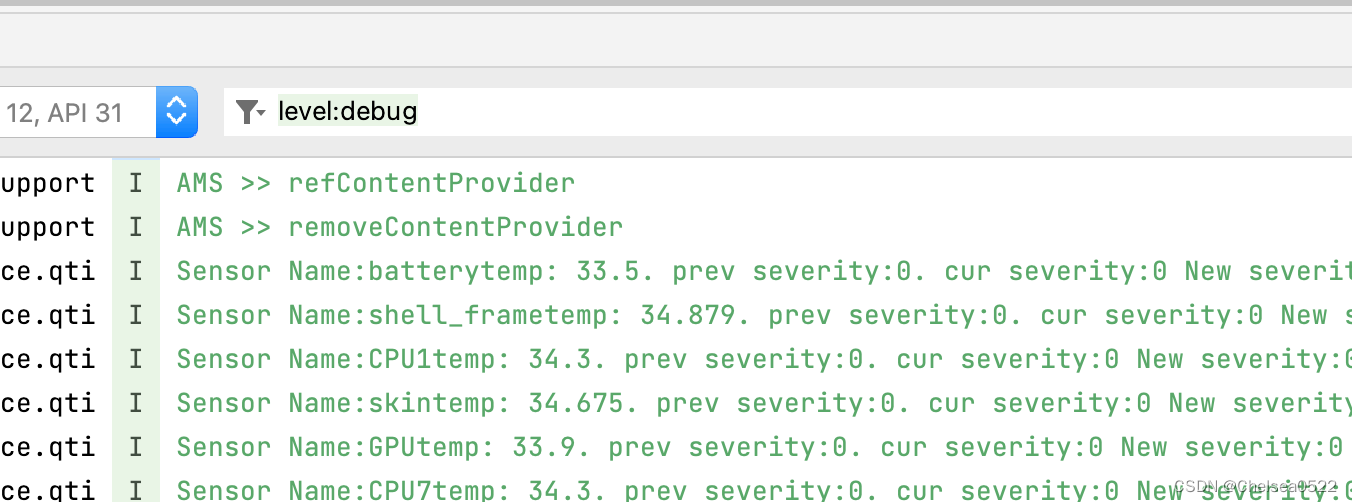 12, API 31 level:debug
upport I AMS >> refContentProvider
upport I AMS >> removeContentProvider
ce.qti I Sensor Name:batterytemp: 33.5. prev severity:0. cur severity:0 New severit
ce.qti I Sensor Name:shell_frametemp: 34.879. prev severity:0. cur severity:0 New s
ce.qti I Sensor Name:CPU1temp: 34.3. prev severity:0. cur severity:0 New severity:0
ce.qti I Sensor Name:skintemp: 34.675. prev severity:0. cur severity:0 New severity
ce.qti I Sensor Name:GPUtemp: 33.9. prev severity:0. cur severity:0 New severity:0
ce.qti I Sensor Name:CPU7temp: 34.3. prev severity:0. cur severity:0 New severity:0
CSDN @Chelsea0522